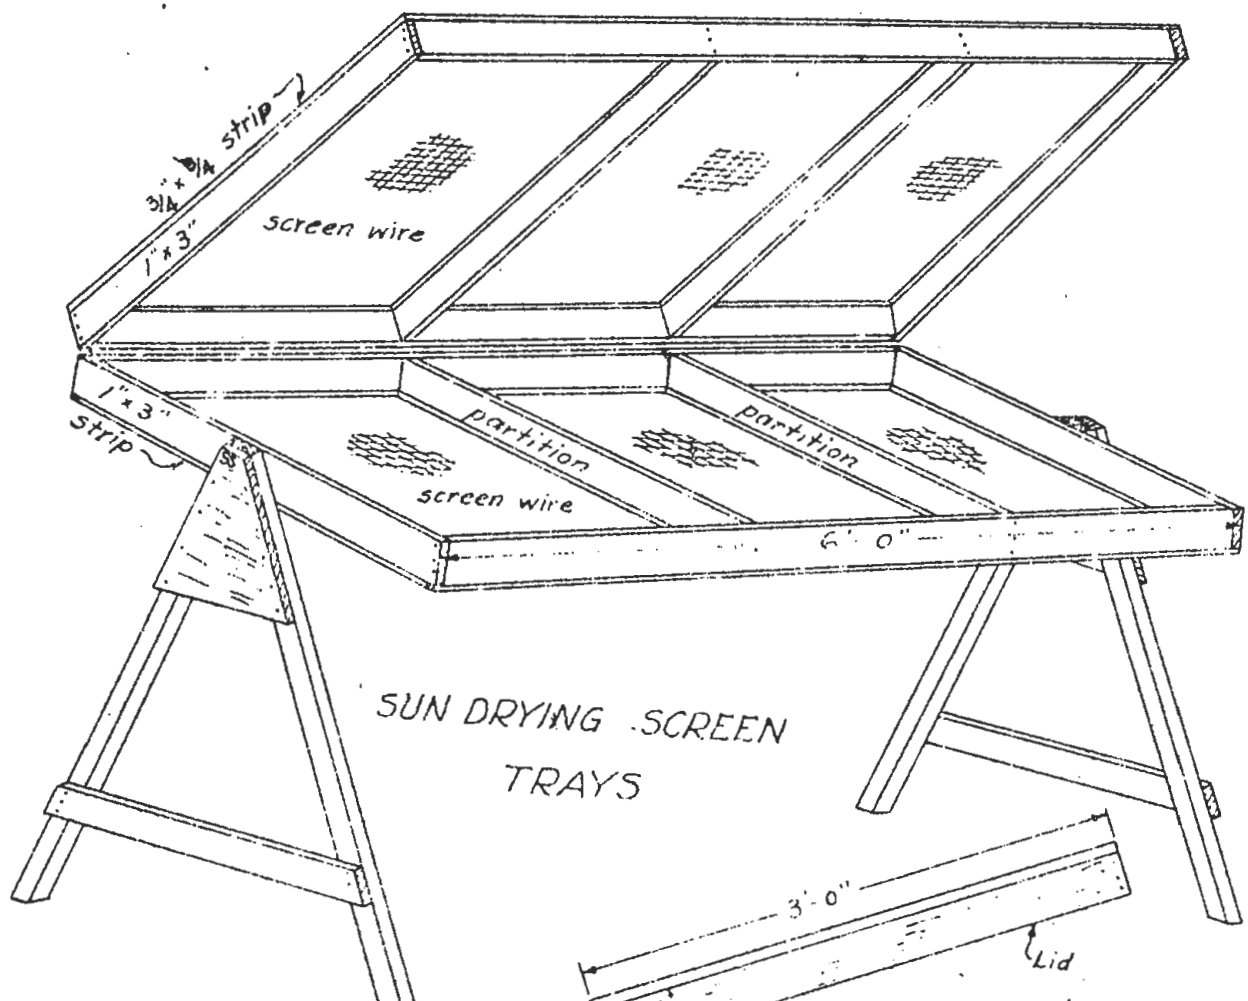 3/4" x 3/4 strip
1" x 3"
screen wire
1" x 3"
strip
partition
partition
screen wire
6'-0"
SUN DRYING SCREEN
TRAYS
3'-0"
Lid